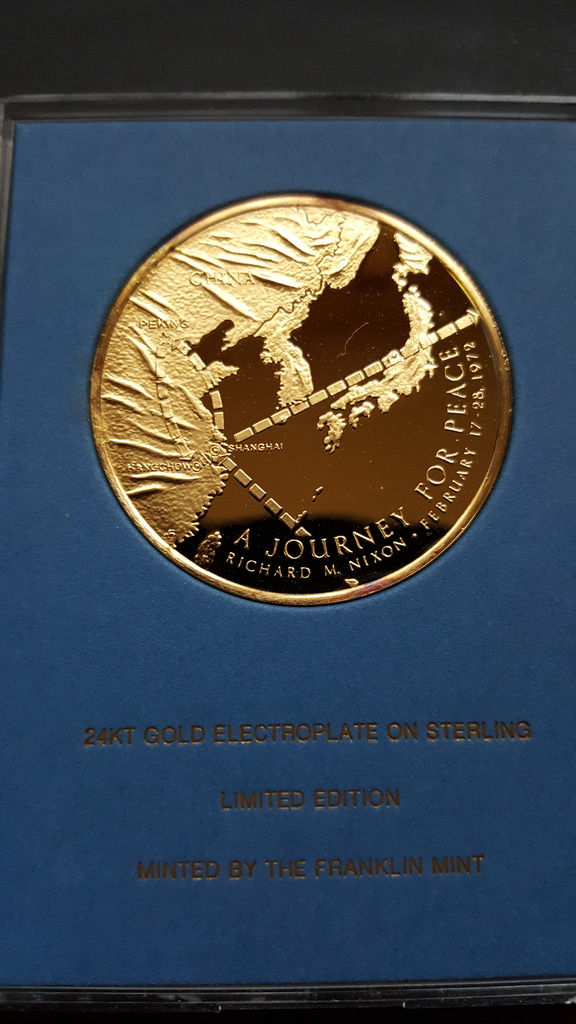 CHINA
PEKING
SHANGHAI
HANGCHOW
A JOURNEY FOR PEACE
RICHARD M. NIXON • FEBRUARY 17-28, 1972
24KT GOLD ELECTROPLATE ON STERLING
LIMITED EDITION
MINTED BY THE FRANKLIN MINT